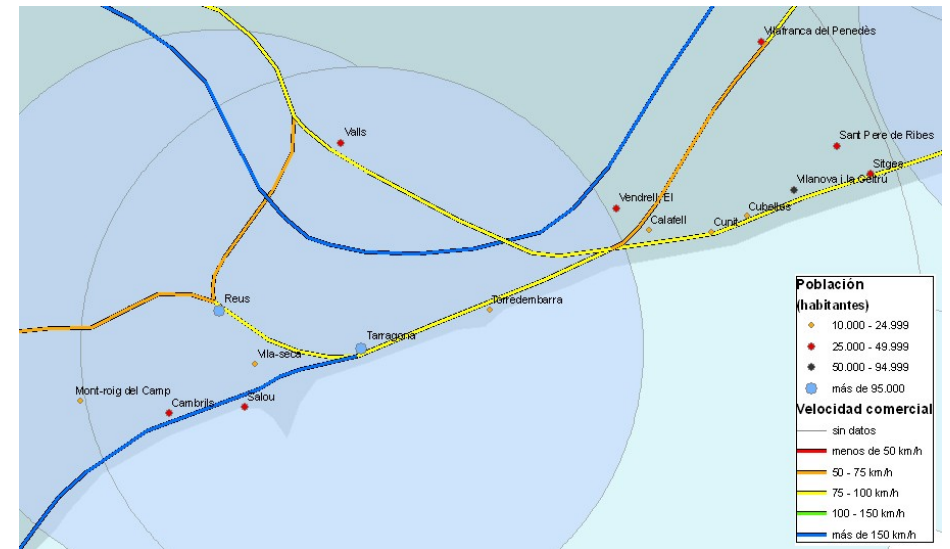 Vilafranca del Penedès
Valls
Sant Pere de Ribes
Sitges
Vilanova i la Geltrú
Vendrell, El
Cubelles
Calafell
Cunit
Reus
Torredembarra
Tarragona
Vila-seca
Mont-roig del Camp
Cambrils
Salou
Población
(habitantes)
10.000 - 24.999
25.000 - 49.999
50.000 - 94.999
más de 95.000
Velocidad comercial
sin datos
menos de 50 km/h
50 - 75 km/h
75 - 100 km/h
100 - 150 km/h
más de 150 km/h